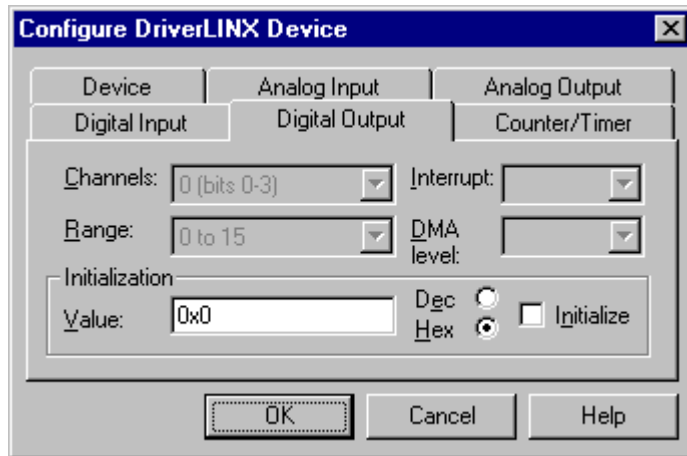 Configure DriverLINX Device
Device Analog Input Analog Output
Digital Input Digital Output Counter/Timer
Channels: 0 (bits 0-3) Interrupt:
Range: 0 to 15 DMA level:
Initialization
Value: 0x0 Dec Hex Initialize
OK Cancel Help